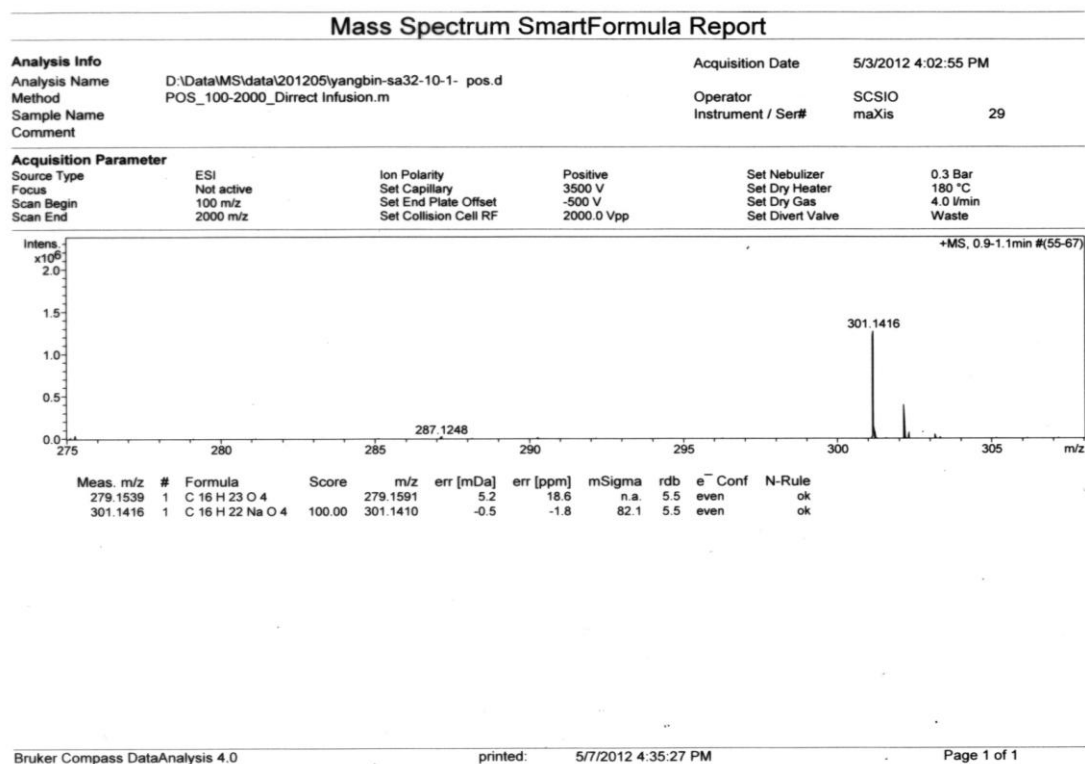 Mass Spectrum SmartFormula Report
Analysis Info
Acquisition Date 5/3/2012 4:02:55 PM
Analysis Name D:\Data\MS\data\201205\yangbin-sa32-10-1- pos.d
Method POS_100-2000_Dirrect Infusion.m
Operator SCSIO
Sample Name
Instrument / Ser# maXis 29
Comment
Acquisition Parameter
Source Type ESI Ion Polarity Positive Set Nebulizer 0.3 Bar
Focus Not active Set Capillary 3500 V Set Dry Heater 180 °C
Scan Begin 100 m/z Set End Plate Offset -500 V Set Dry Gas 4.0 l/min
Scan End 2000 m/z Set Collision Cell RF 2000.0 Vpp Set Divert Valve Waste
Intens.
x10^6
+MS, 0.9-1.1min #(55-67)
2.0
1.5
301.1416
1.0
0.5
287.1248
0.0
275 280 285 290 295 300 305 m/z
Meas. m/z # Formula Score m/z err [mDa] err [ppm] mSigma rdb e¯ Conf N-Rule
279.1539 1 C 16 H 23 O 4 279.1591 5.2 18.6 n.a. 5.5 even ok
301.1416 1 C 16 H 22 Na O 4 100.00 301.1410 -0.5 -1.8 82.1 5.5 even ok
Bruker Compass DataAnalysis 4.0 printed: 5/7/2012 4:35:27 PM Page 1 of 1